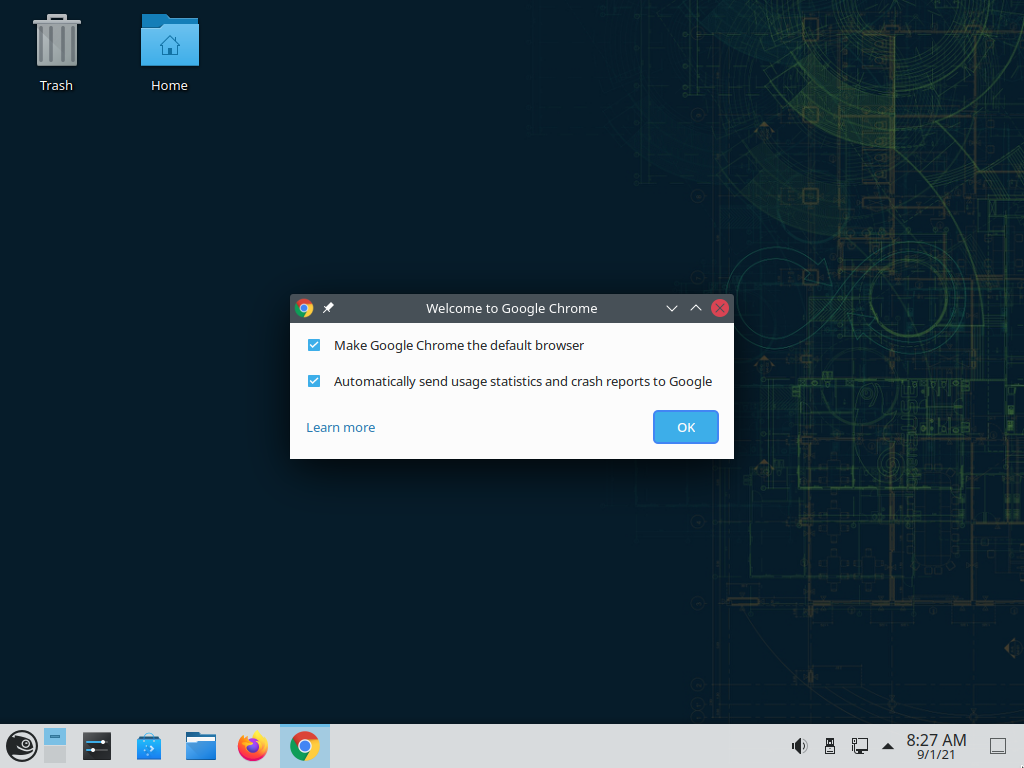 Trash
Home
Welcome to Google Chrome
Make Google Chrome the default browser
Automatically send usage statistics and crash reports to Google
Learn more
OK
8:27 AM
9/1/21